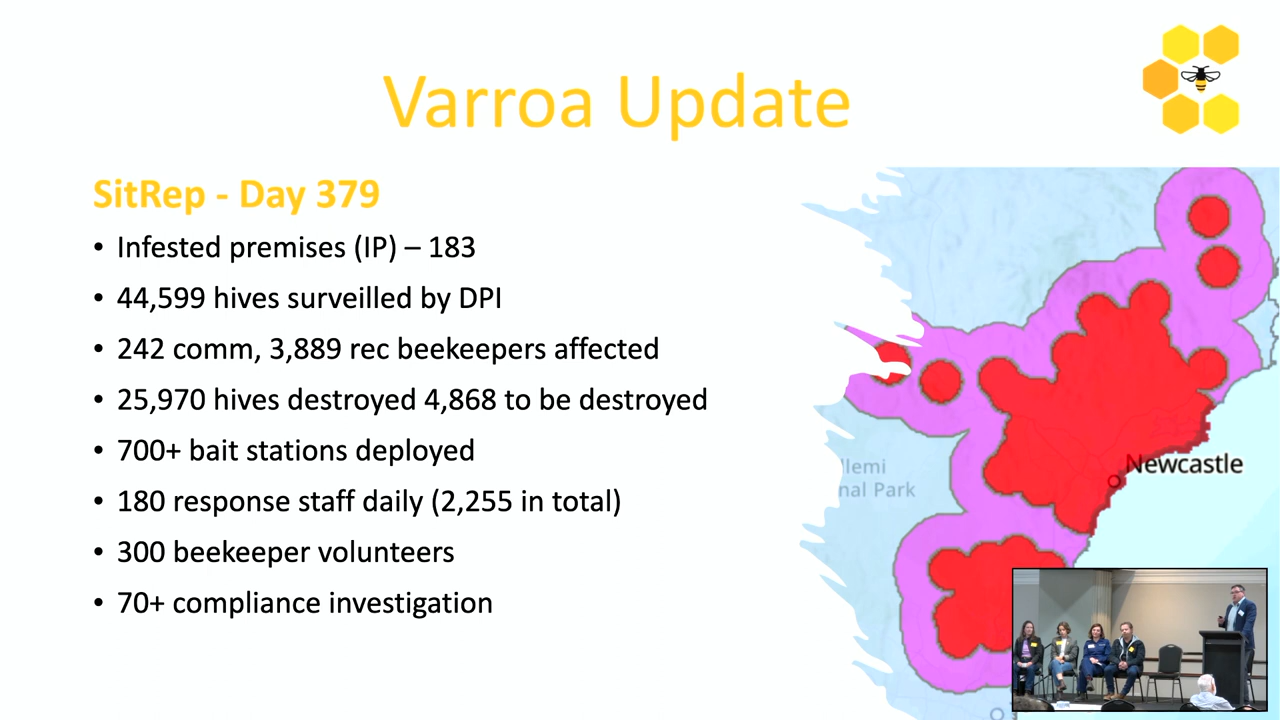 Varroa Update
SitRep - Day 379
• Infested premises (IP) – 183
• 44,599 hives surveilled by DPI
• 242 comm, 3,889 rec beekeepers affected
• 25,970 hives destroyed 4,868 to be destroyed
• 700+ bait stations deployed
• 180 response staff daily (2,255 in total)
• 300 beekeeper volunteers
• 70+ compliance investigation
Newcastle
llemi
nal Park